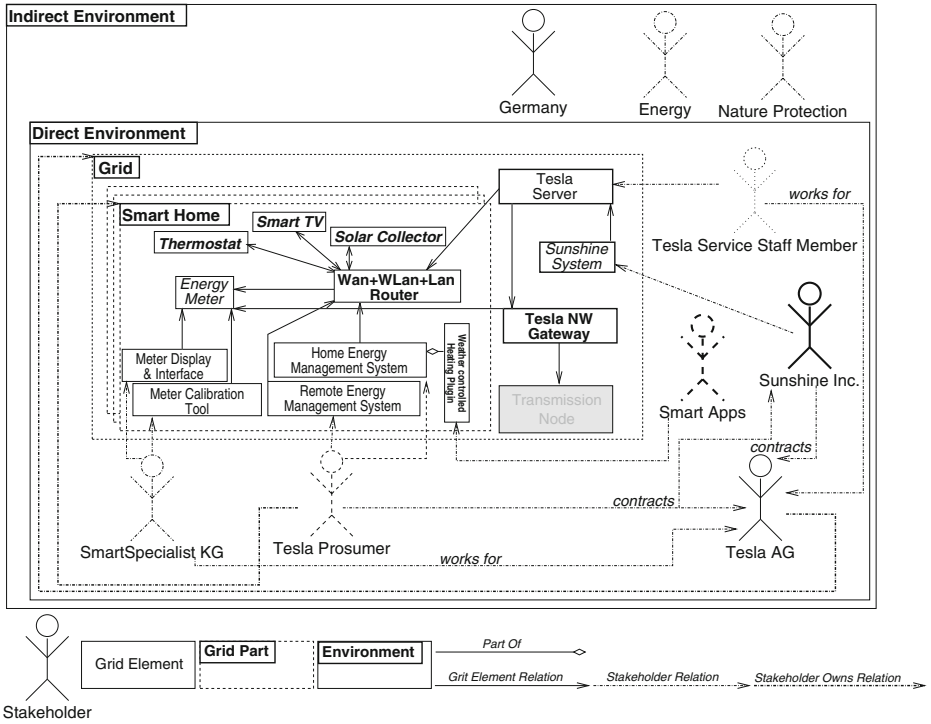 Indirect Environment
Germany
Energy
Nature Protection
Direct Environment
Grid
Tesla
Server
works for
Tesla Service Staff Member
Smart Home
Smart TV
Thermostat
Solar Collector
Sunshine
System
Energy
Meter
Wan+WLan+Lan
Router
Tesla NW
Gateway
Meter Display
& Interface
Home Energy
Management System
Weather controlled
Heating Plugin
Meter Calibration
Tool
Remote Energy
Management System
Transmission
Node
Smart Apps
Sunshine Inc.
contracts
contracts
SmartSpecialist KG
Tesla Prosumer
works for
Tesla AG
Stakeholder
Grid Element
Grid Part
Environment
Part Of
Grit Element Relation
Stakeholder Relation
Stakeholder Owns Relation